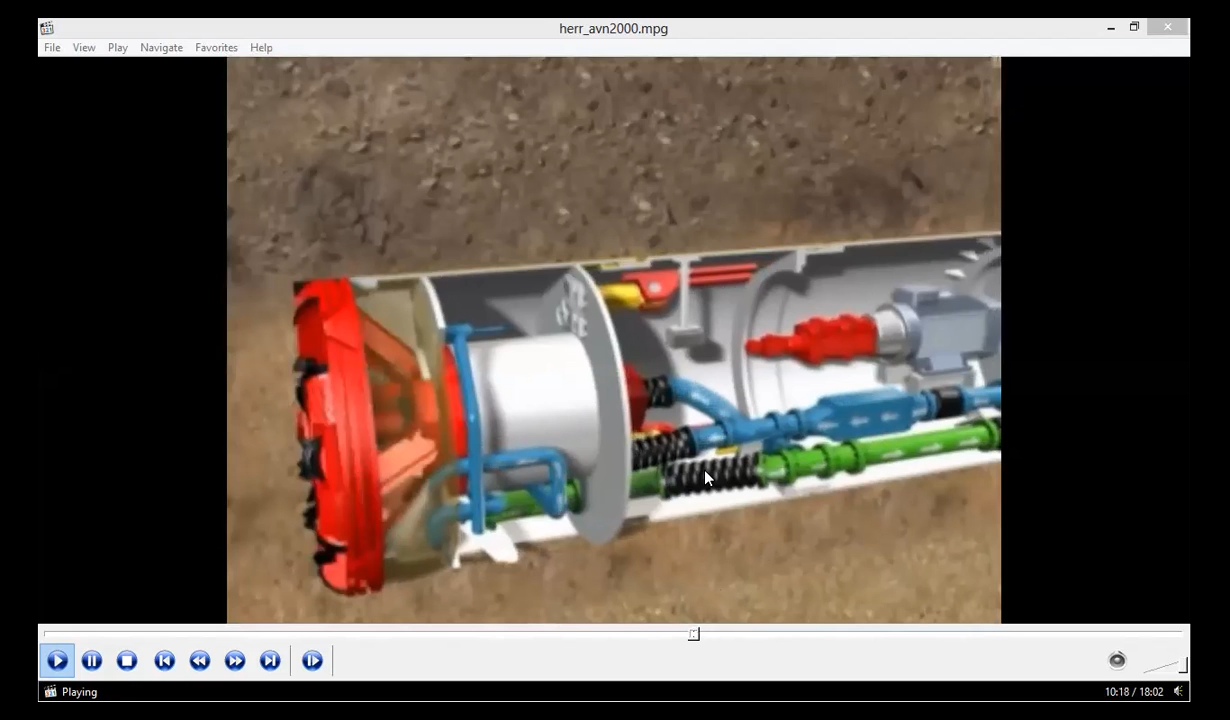 herr_avn2000.mpg
File View Play Navigate Favorites Help
Playing
10:18 / 18:02